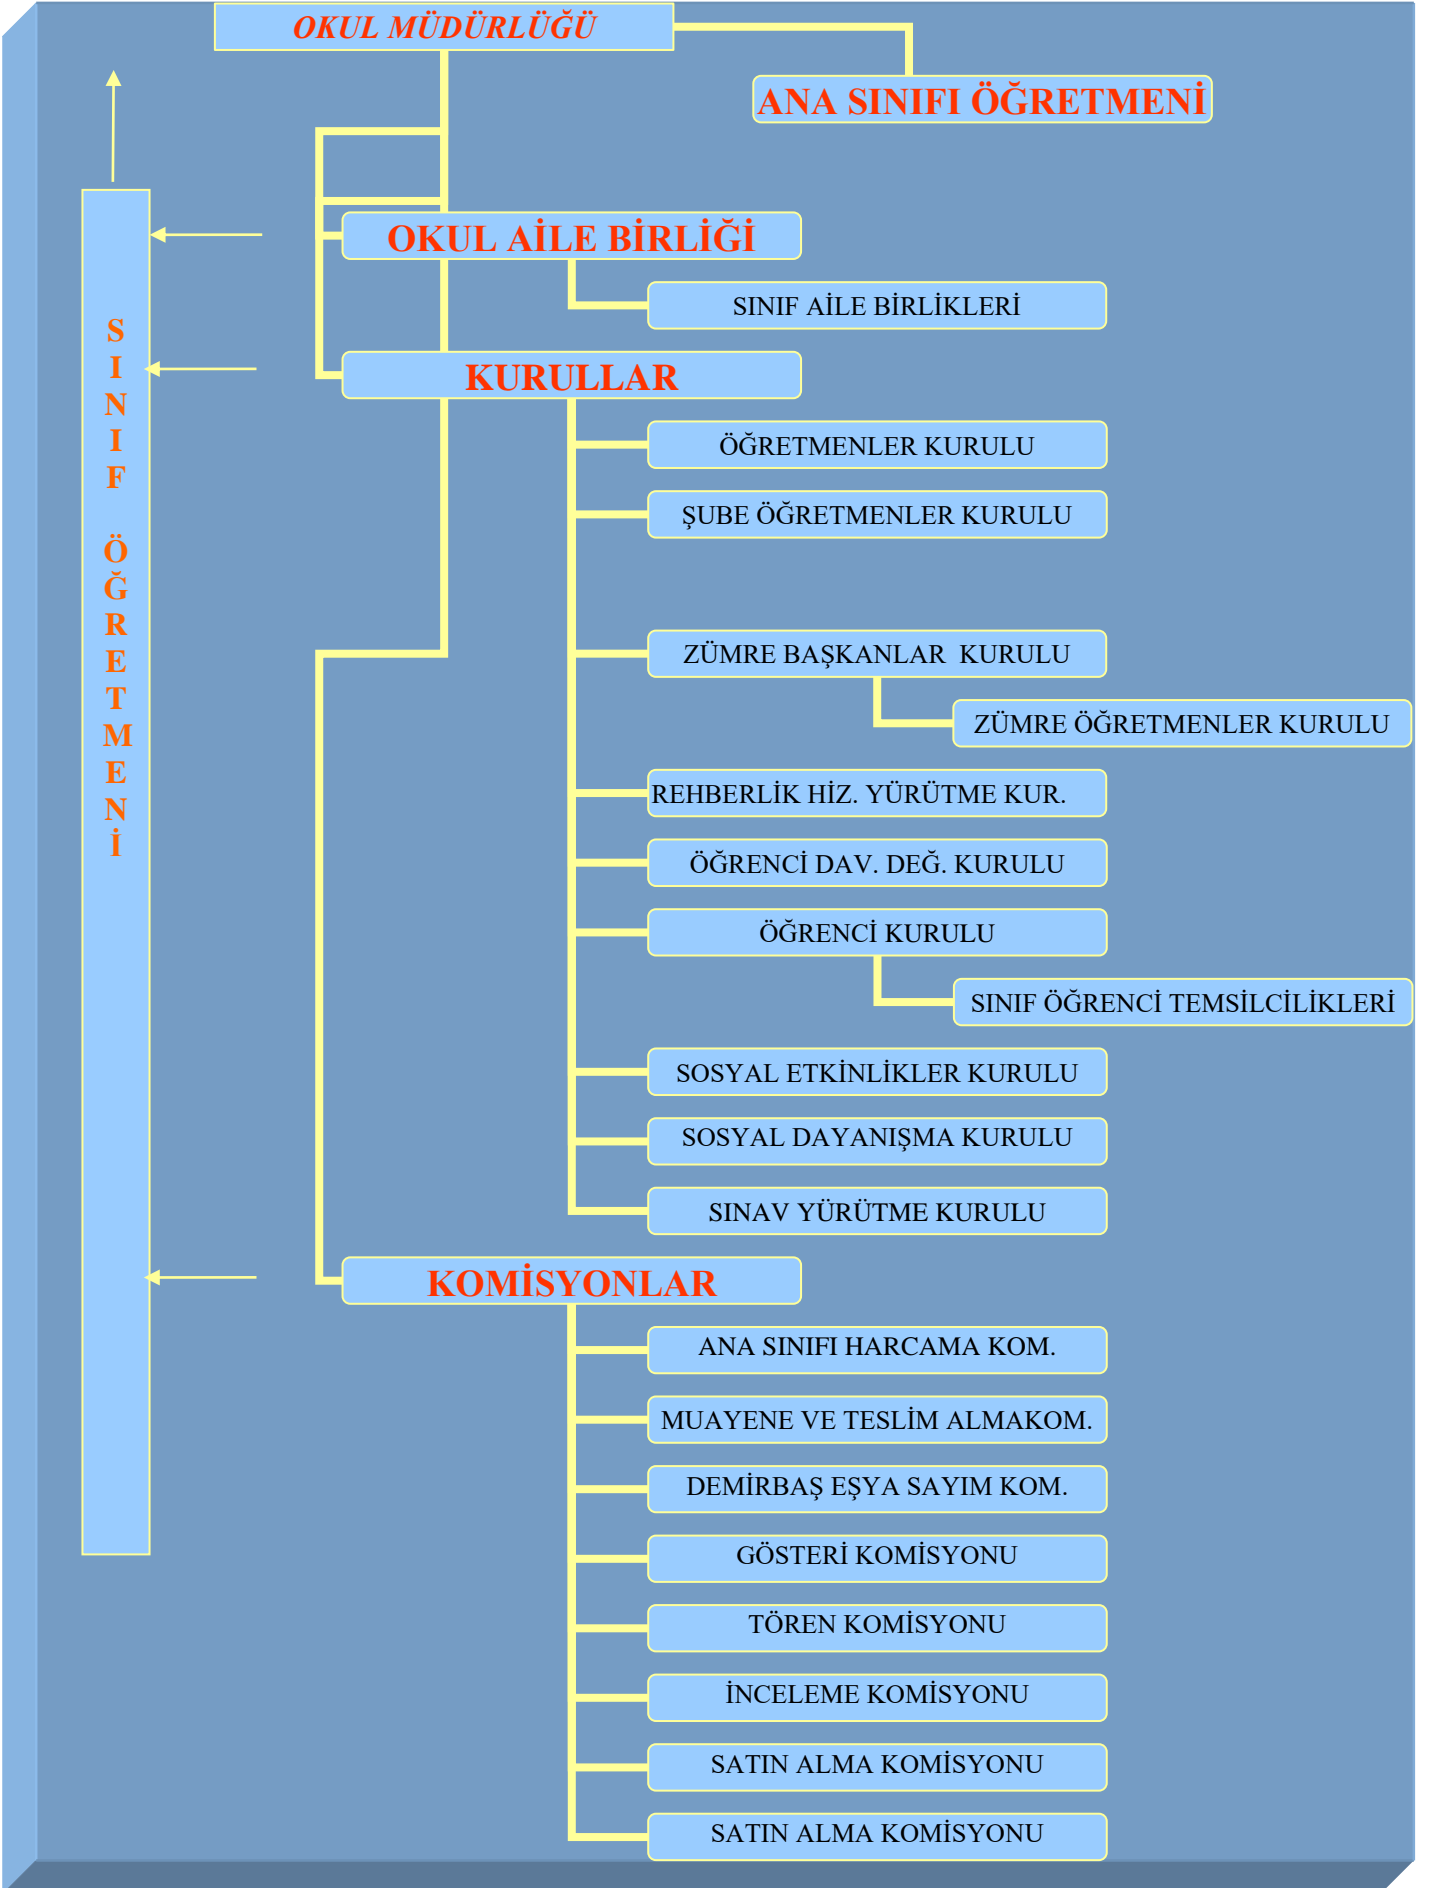 OKUL MÜDÜRLÜĞÜ
ANA SINIFI ÖĞRETMENİ
SINIF ÖĞRETMENİ
OKUL AİLE BİRLİĞİ
SINIF AİLE BİRLİKLERİ
KURULLAR
ÖĞRETMENLER KURULU
ŞUBE ÖĞRETMENLER KURULU
ZÜMRE BAŞKANLAR  KURULU
ZÜMRE ÖĞRETMENLER KURULU
REHBERLİK HİZ. YÜRÜTME KUR.
ÖĞRENCİ DAV. DEĞ. KURULU
ÖĞRENCİ KURULU
SINIF ÖĞRENCİ TEMSİLCİLİKLERİ
SOSYAL ETKİNLİKLER KURULU
SOSYAL DAYANIŞMA KURULU
SINAV YÜRÜTME KURULU
KOMİSYONLAR
ANA SINIFI HARCAMA KOM.
MUAYENE VE TESLİM ALMAKOM.
DEMİRBAŞ EŞYA SAYIM KOM.
GÖSTERİ KOMİSYONU
TÖREN KOMİSYONU
İNCELEME KOMİSYONU
SATIN ALMA KOMİSYONU
SATIN ALMA KOMİSYONU